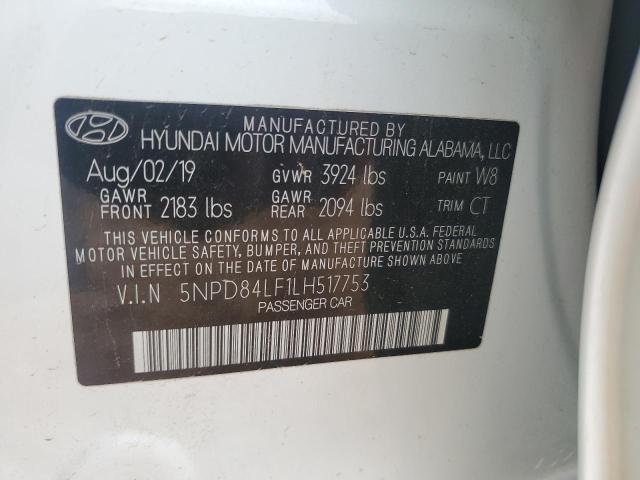 MANUFACTURED BY
HYUNDAI MOTOR MANUFACTURING ALABAMA, LLC
Aug/02/19 GVWR 3924 lbs PAINT W8
GAWR FRONT 2183 lbs GAWR REAR 2094 lbs TRIM CT
THIS VEHICLE CONFORMS TO ALL APPLICABLE U.S.A. FEDERAL
MOTOR VEHICLE SAFETY, BUMPER, AND THEFT PREVENTION STANDARDS
IN EFFECT ON THE DATE OF MANUFACTURE SHOWN ABOVE.
V.I.N 5NPD84LF1LH517753
PASSENGER CAR